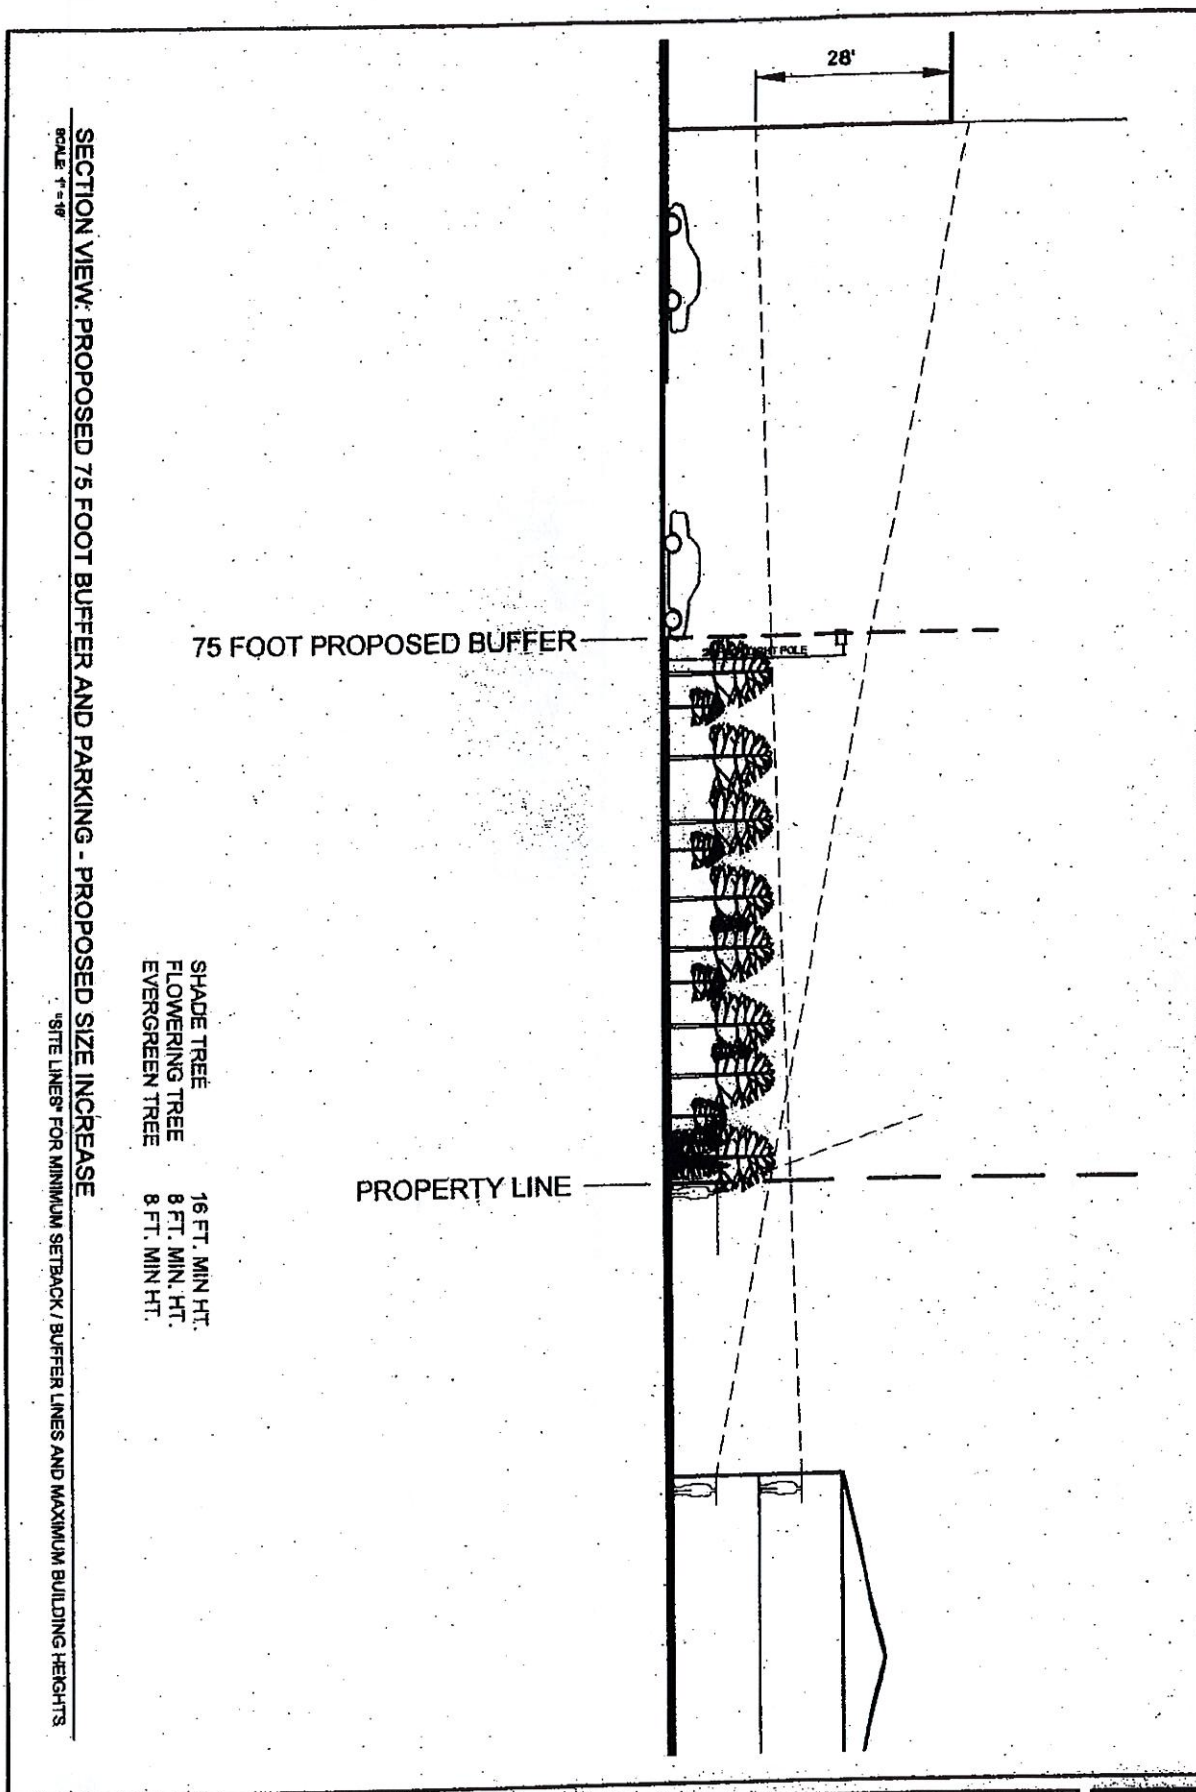 28'
75 FOOT PROPOSED BUFFER
LIGHT POLE
PROPERTY LINE
SHADE TREE 16 FT. MIN HT.
FLOWERING TREE 8 FT. MIN. HT.
EVERGREEN TREE 8 FT. MIN HT.
SECTION VIEW: PROPOSED 75 FOOT BUFFER AND PARKING - PROPOSED SIZE INCREASE
"SITE LINES" FOR MINIMUM SETBACK / BUFFER LINES AND MAXIMUM BUILDING HEIGHTS.